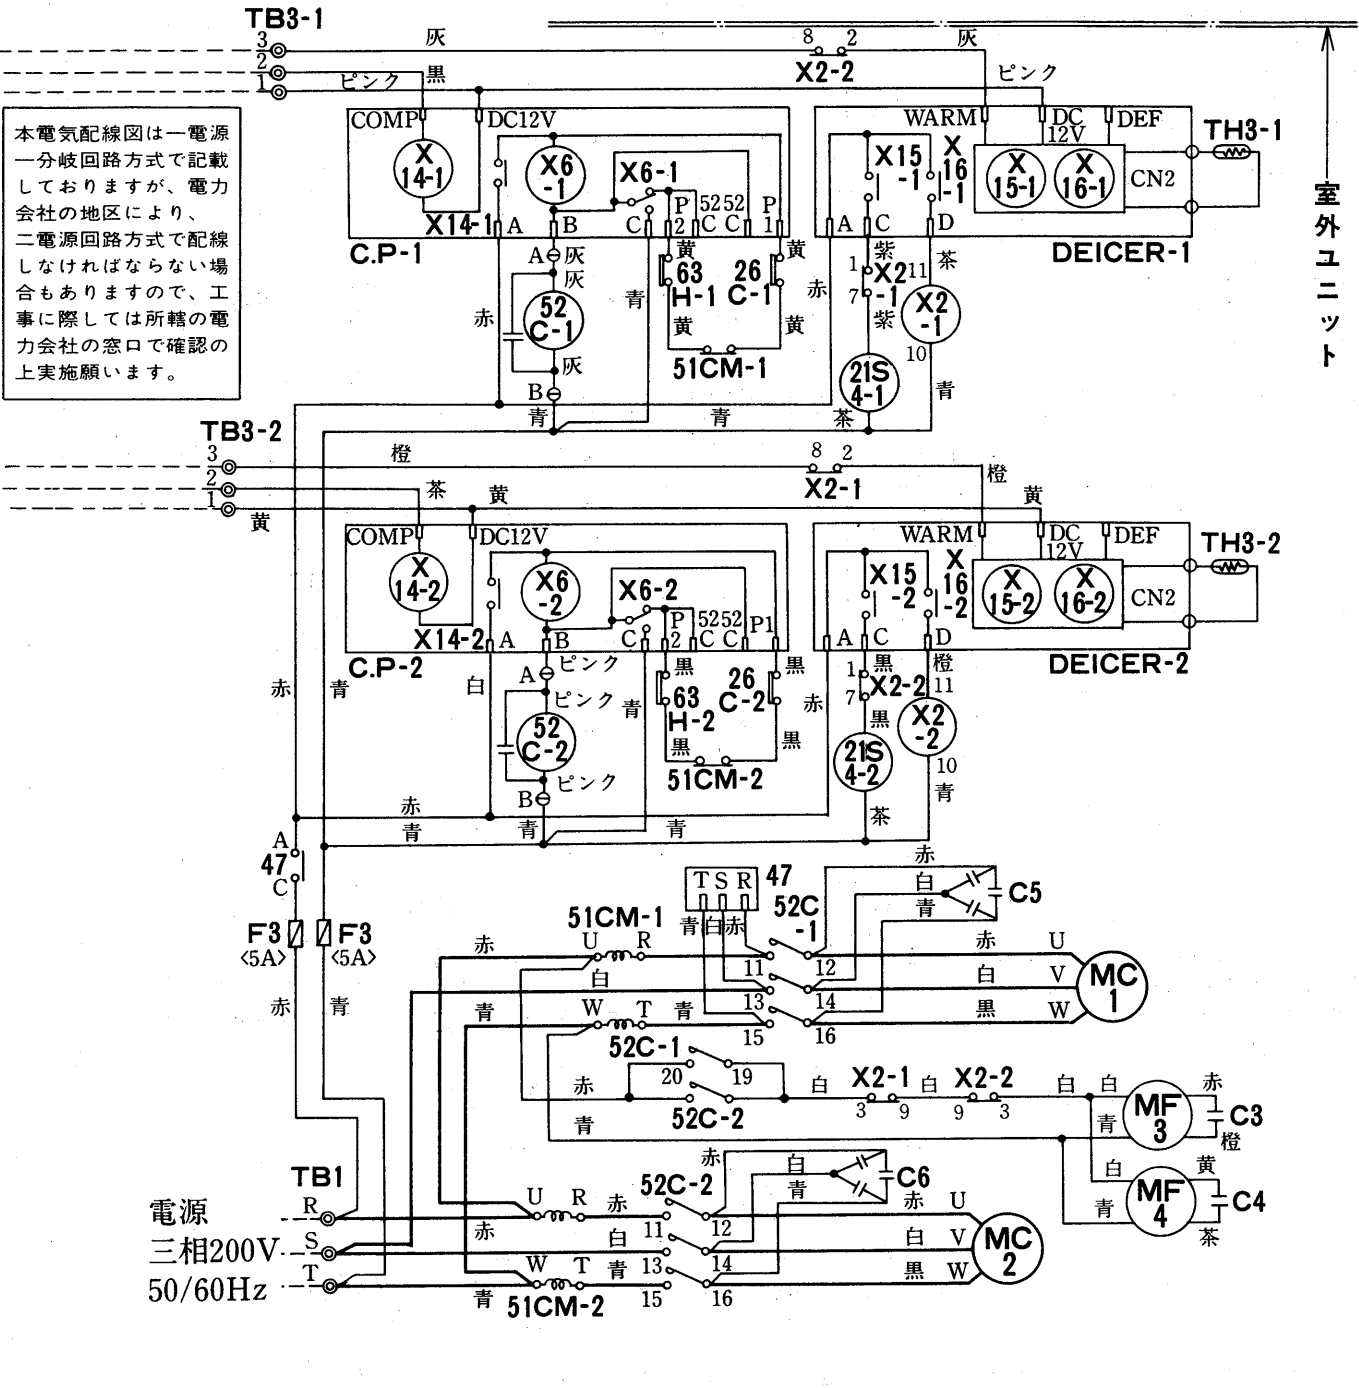 TB3-1
3 灰 8 2 灰
2 黒 X2-2
1 ピンク ピンク
室外ユニット
本電気配線図は一電源
一分岐回路方式で記載
しておりますが、電力
会社の地区により、
二電源回路方式で配線
しなければならない場
合もありますので、工
事に際しては所轄の電
力会社の窓口で確認の
上実施願います。
COMP DC12V WARM DC 12V DEF TH3-1
X 14-1
X6 -1
X6-1
X15 -1
X 16-1
X 15-1
X 16-1
CN2
X14-1 A B C P 2 52 C 52 C P 1
A C D
C.P-1
DEICER-1
A 灰
灰
52 C-1
灰
B
赤
青
黄 63 H-1 黄
26 C-1 黄
黄
51CM-1
赤
紫 1 X2 -1 7 紫
茶 11 X2 -1 10
21S 4-1
青 青 茶 青
TB3-2
3 橙 8 2 橙
2 茶 X2-1
1 黄 黄 黄
COMP DC12V WARM DC 12V DEF TH3-2
X 14-2
X6 -2
X6-2
X15 -2
X 16-2
X 15-2
X 16-2
CN2
X14-2 A B C P 2 52 C 52 C P1
A C D
C.P-2
DEICER-2
赤 青 白
A ピンク
ピンク
52 C-2
ピンク
B
青
黒 63 H-2 黒
26 C-2 黒
黒
51CM-2
赤
黒 1 X2-2 7 黒
橙 11 X2 -2 10
21S 4-2
青
茶
赤
青 青 青
A
47
C
F3 F3
<5A> <5A>
赤 青
T S R 47
青 白 赤
52C -1
赤
白
青
C5
51CM-1
赤 U R 11 12 赤 U
白 13 14 白 V
青 W T 青 15 16 黒 W
MC 1
52C-1
20 19
52C-2
赤 白 X2-1 白 X2-2 白 白 赤
3 9 9 3
青 青
MF 3
C3
橙
白 黄
MF 4
C4
青 茶
TB1
電源 R
三相200V S
50/60Hz T
赤
白
青
C6
52C-2
U R 赤 11 12 赤 U
赤 白 白 V
W T 青 13 14 黒 W
青 51CM-2 15 16
MC 2